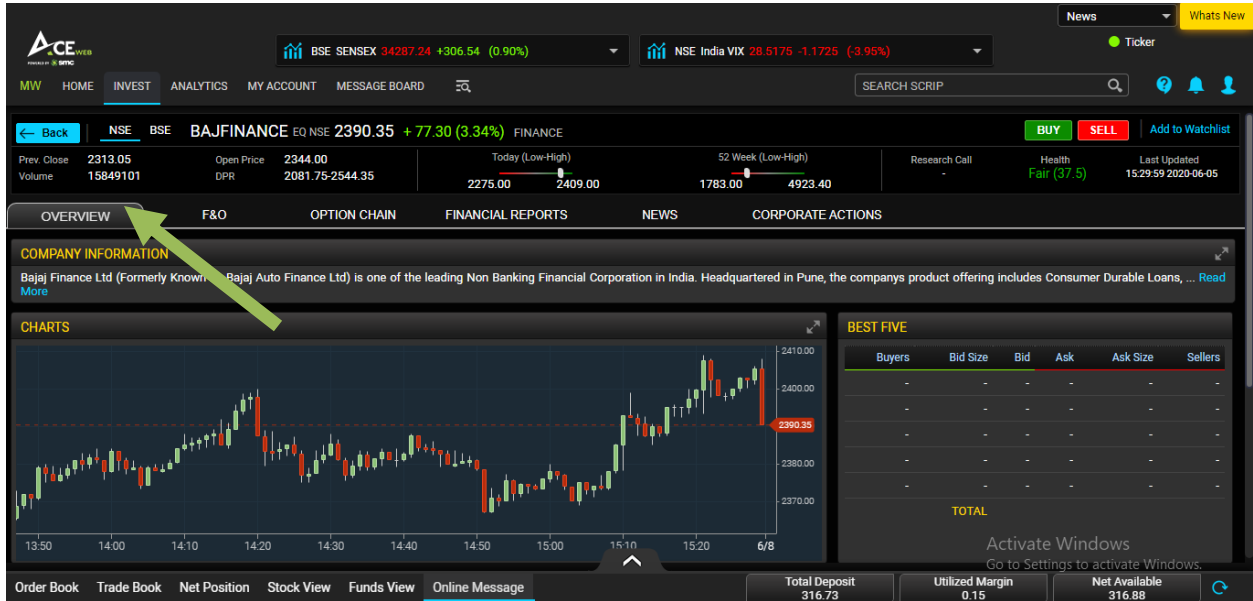 News
Whats New
ACE WEB
POWERED BY smc
BSE SENSEX 34287.24 +306.54 (0.90%)
NSE India VIX 28.5175 -1.1725 (-3.95%)
Ticker
MW HOME INVEST ANALYTICS MY ACCOUNT MESSAGE BOARD
SEARCH SCRIP
← Back NSE BSE BAJFINANCE EQ NSE 2390.35 + 77.30 (3.34%) FINANCE
BUY SELL Add to Watchlist
Prev. Close 2313.05 Open Price 2344.00 Today (Low-High) 52 Week (Low-High) Research Call Health Last Updated
Volume 15849101 DPR 2081.75-2544.35 2275.00 2409.00 1783.00 4923.40 - Fair (37.5) 15:29:59 2020-06-05
OVERVIEW F&O OPTION CHAIN FINANCIAL REPORTS NEWS CORPORATE ACTIONS
COMPANY INFORMATION
Bajaj Finance Ltd (Formerly Known Bajaj Auto Finance Ltd) is one of the leading Non Banking Financial Corporation in India. Headquartered in Pune, the companys product offering includes Consumer Durable Loans, ... Read
More
CHARTS
2410.00
2400.00
2390.35
2380.00
2370.00
13:50 14:00 14:10 14:20 14:30 14:40 14:50 15:00 15:10 15:20 6/8
BEST FIVE
Buyers Bid Size Bid Ask Ask Size Sellers
- - - - - -
- - - - - -
- - - - - -
- - - - - -
- - - - - -
TOTAL
Activate Windows
Go to Settings to activate Windows.
Order Book Trade Book Net Position Stock View Funds View Online Message
Total Deposit
316.73
Utilized Margin
0.15
Net Available
316.88